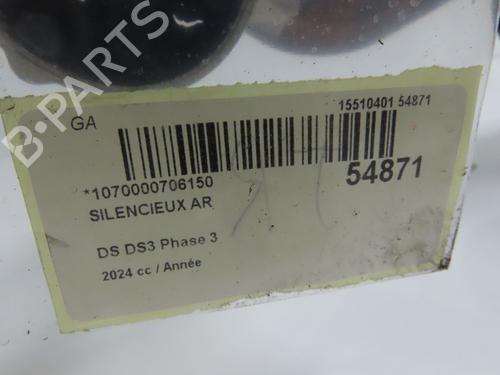 B-PARTS
GA
15510401 54871
*1070000706150
54871
SILENCIEUX AR
DS DS3 Phase 3
2024 cc / Année